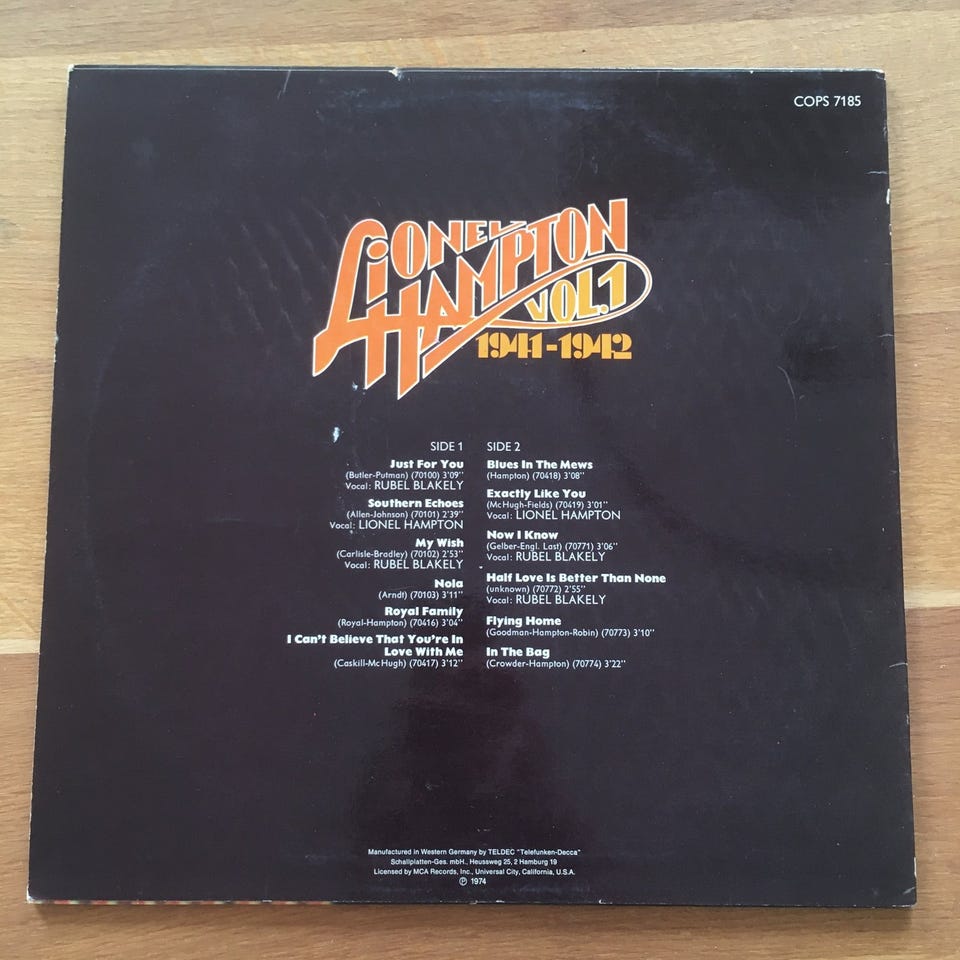 COPS 7185
LIONEL
HAMPTON
VOL.1
1941-1942
SIDE 1
Just For You
(Butler-Putman) (70100) 3'09"
Vocal: RUBEL BLAKELY
Southern Echoes
(Allen-Johnson) (70101) 2'39"
Vocal: LIONEL HAMPTON
My Wish
(Carlisle-Bradley) (70102) 2'53"
Vocal: RUBEL BLAKELY
Nola
(Arndt) (70103) 3'11"
Royal Family
(Royal-Hampton) (70416) 3'04"
I Can't Believe That You're In
Love With Me
(Caskill-Mc Hugh) (70417) 3'12"
SIDE 2
Blues In The Mews
(Hampton) (70418) 3'08"
Exactly Like You
(Mc Hugh-Fields) (70419) 3'01"
Vocal: LIONEL HAMPTON
Now I Know
(Gelber-Engl. Last) (70771) 3'06"
Vocal: RUBEL BLAKELY
Half Love Is Better Than None
(unknown) (70772) 2'55"
Vocal: RUBEL BLAKELY
Flying Home
(Goodman-Hampton-Robin) (70773) 3'10"
In The Bag
(Crowder-Hampton) (70774) 3'22"
Manufactured in Western Germany by TELDEC "Telefunken-Decca"
Schallplatten-Ges. mbH., Heussweg 25, 2 Hamburg 19
Licensed by MCA Records, Inc., Universal City, California, U.S.A.
℗ 1974